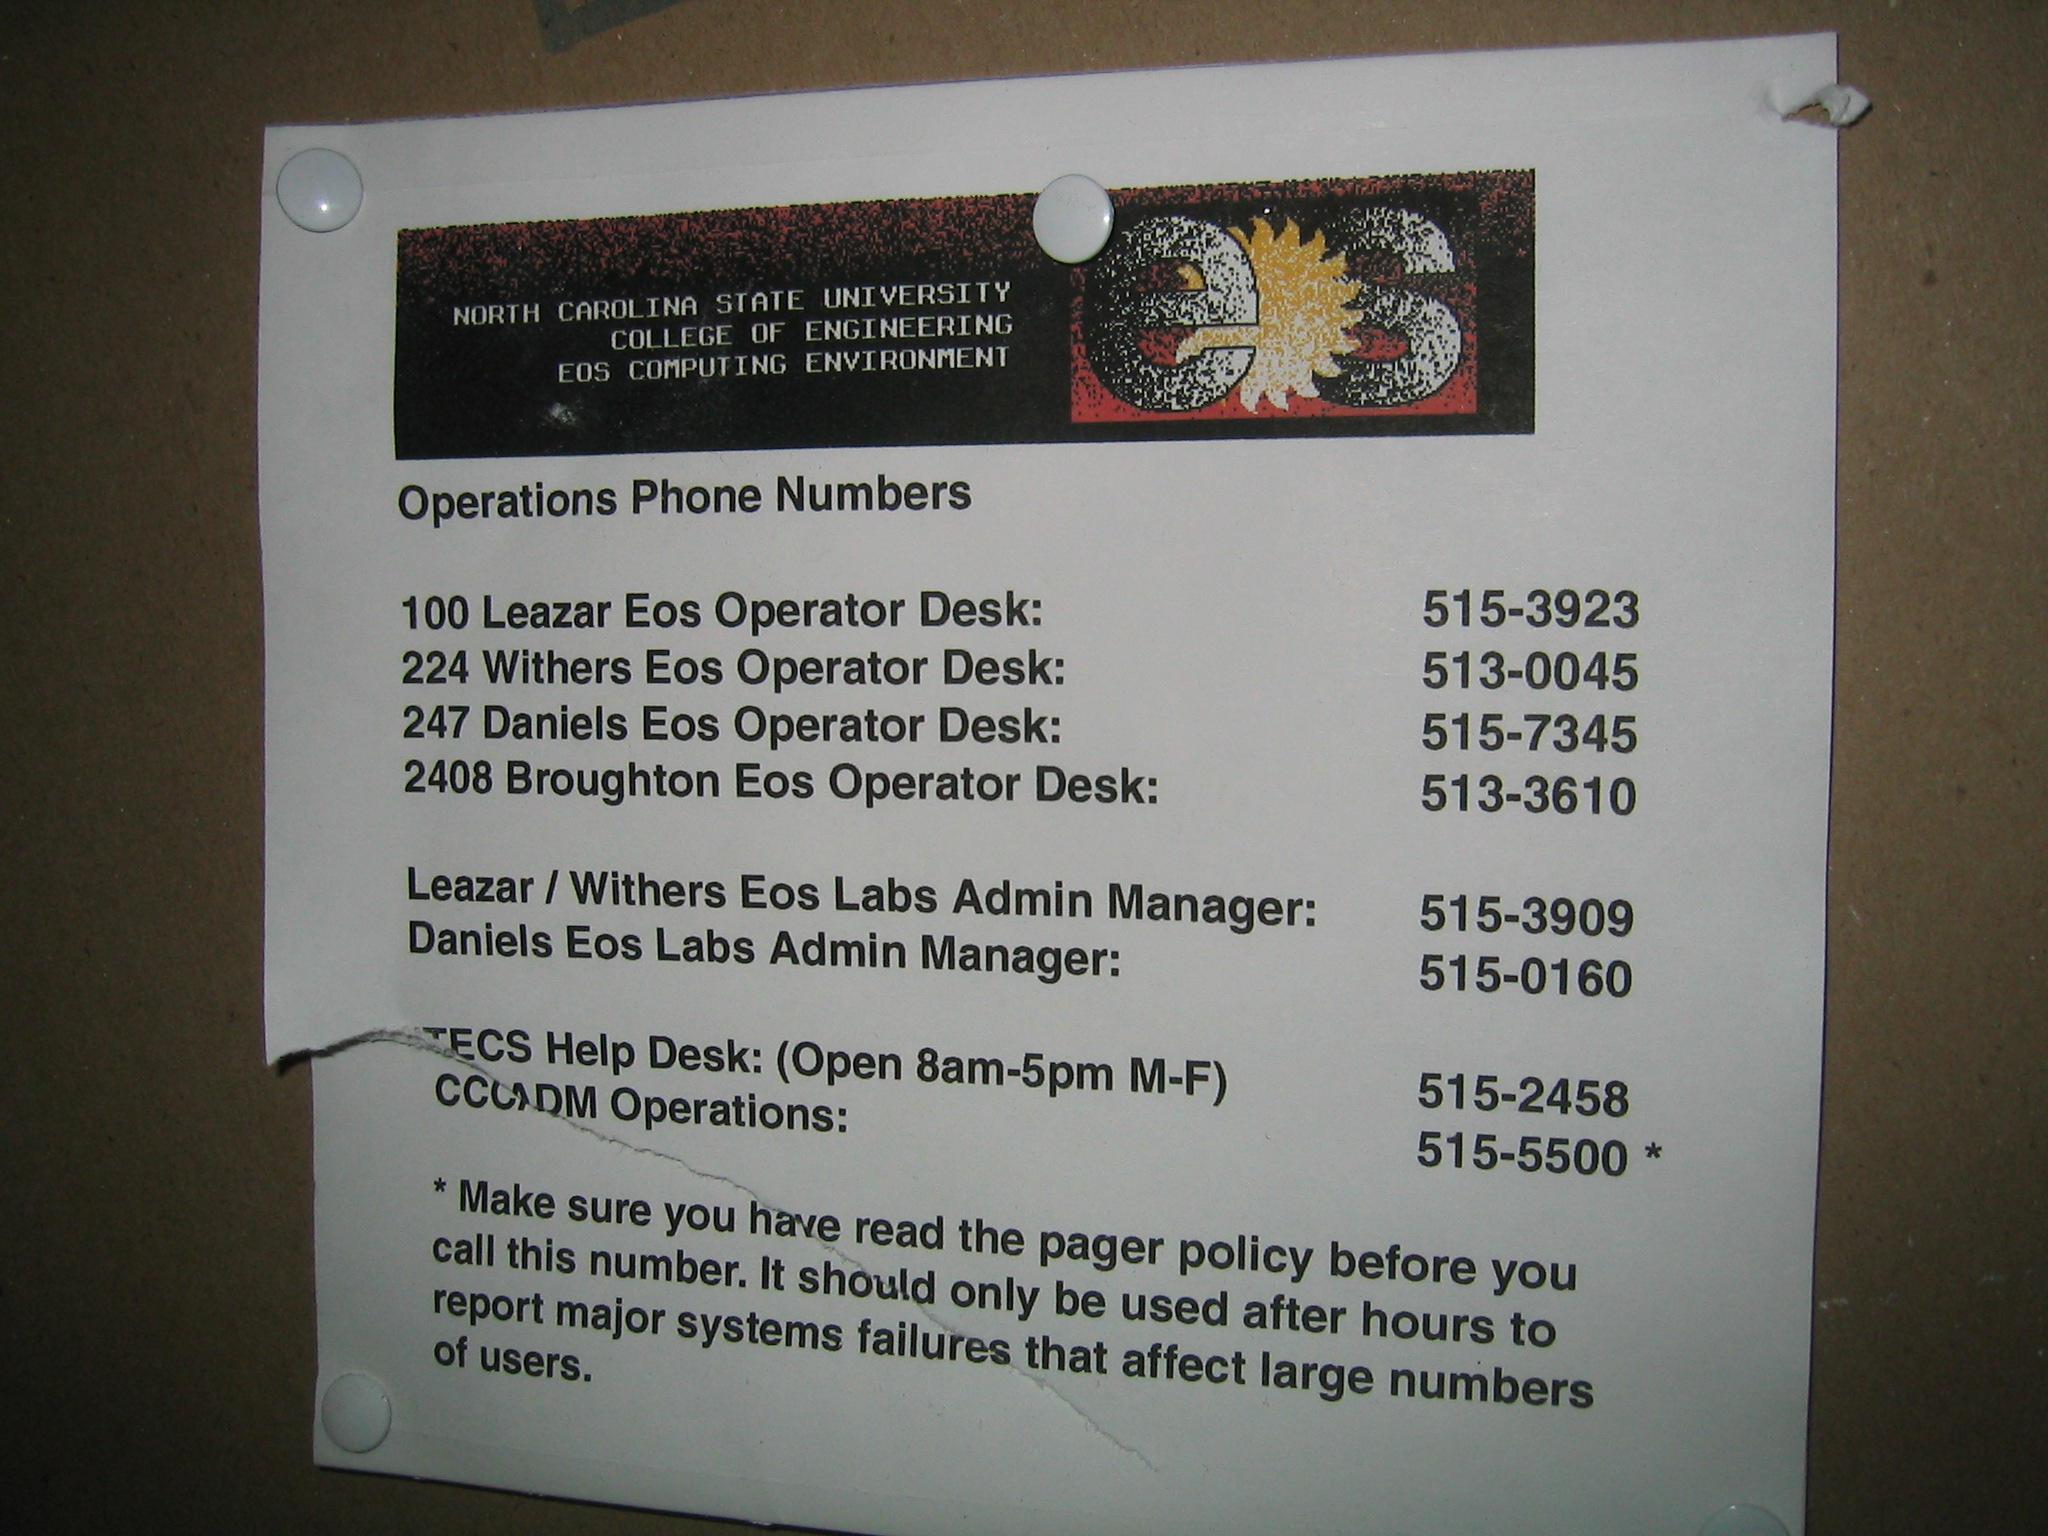 NORTH CAROLINA STATE UNIVERSITY
COLLEGE OF ENGINEERING
EOS COMPUTING ENVIRONMENT
eos
Operations Phone Numbers
100 Leazar Eos Operator Desk: 515-3923
224 Withers Eos Operator Desk: 513-0045
247 Daniels Eos Operator Desk: 515-7345
2408 Broughton Eos Operator Desk: 513-3610
Leazar / Withers Eos Labs Admin Manager: 515-3909
Daniels Eos Labs Admin Manager: 515-0160
ITECS Help Desk: (Open 8am-5pm M-F) 515-2458
Operations: 515-5500 *
* Make sure you have read the pager policy before you
call this number. It should only be used after hours to
report major systems failures that affect large numbers
of users.